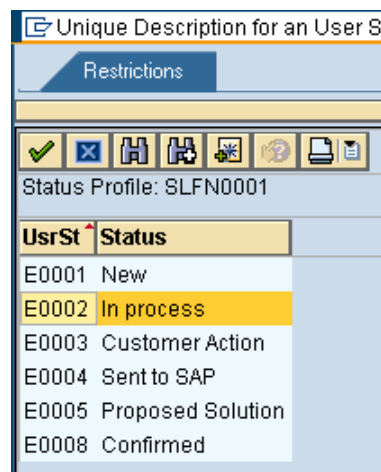 Unique Description for an User S
Restrictions
Status Profile: SLFN0001
UsrSt Status
E0001 New
E0002 In process
E0003 Customer Action
E0004 Sent to SAP
E0005 Proposed Solution
E0008 Confirmed